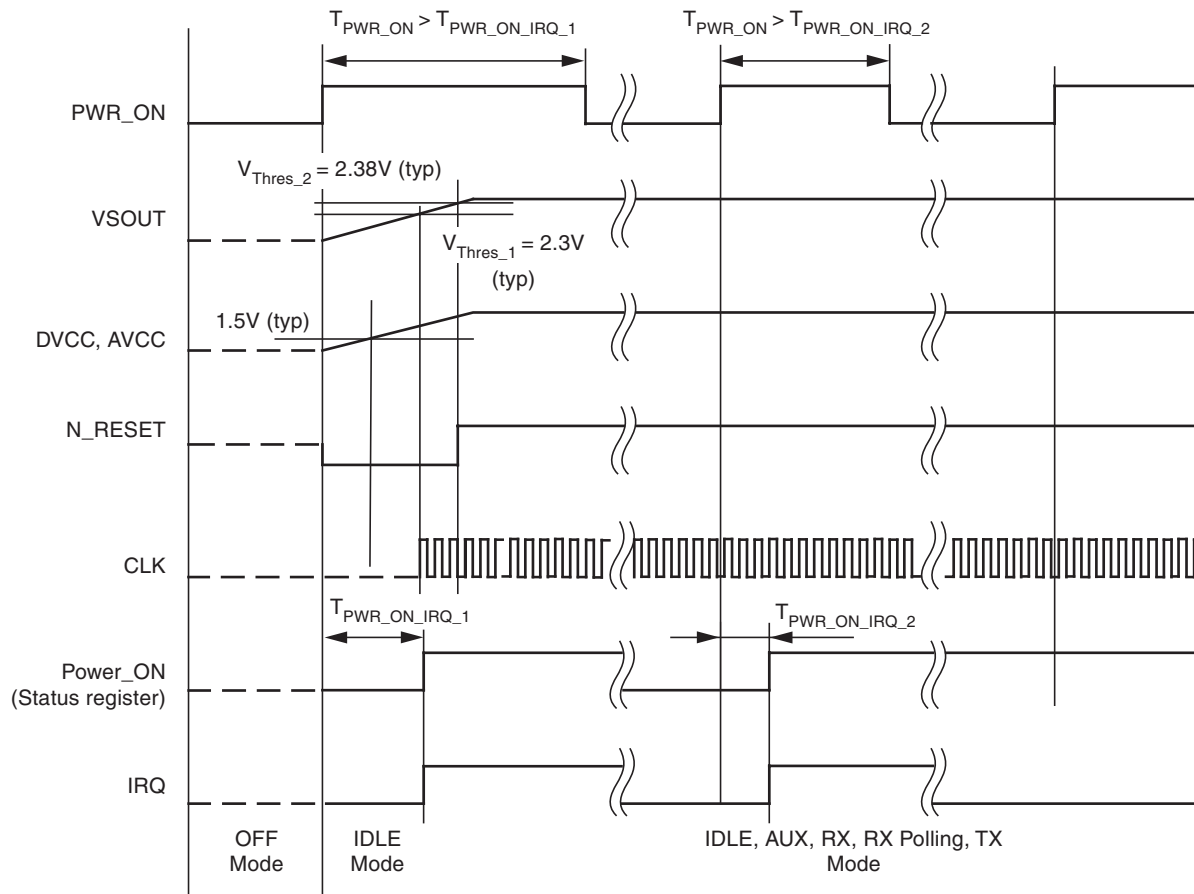 T_PWR_ON > T_PWR_ON_IRQ_1
T_PWR_ON > T_PWR_ON_IRQ_2
PWR_ON
V_Thres_2 = 2.38V (typ)
VSOUT
V_Thres_1 = 2.3V
(typ)
1.5V (typ)
DVCC, AVCC
N_RESET
CLK
T_PWR_ON_IRQ_1
T_PWR_ON_IRQ_2
Power_ON
(Status register)
IRQ
OFF
Mode
IDLE
Mode
IDLE, AUX, RX, RX Polling, TX
Mode